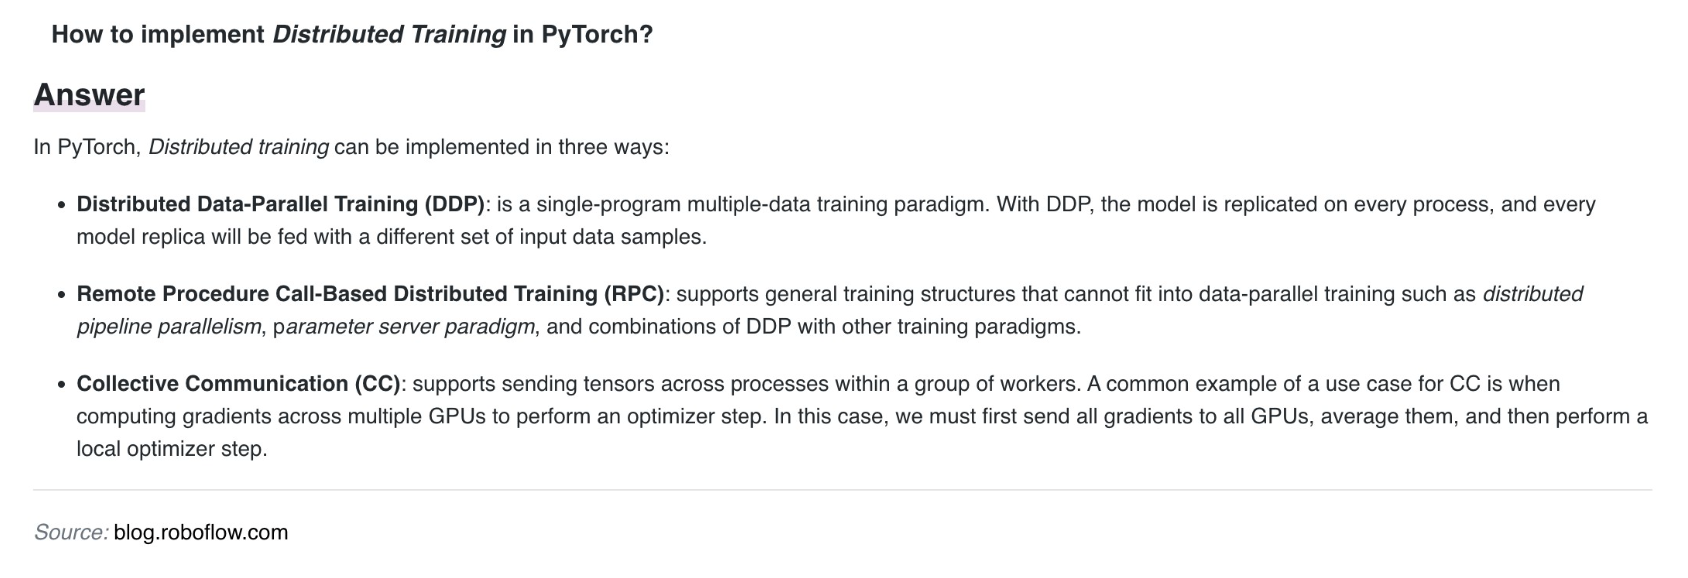 How to implement Distributed Training in PyTorch?
Answer
In PyTorch, Distributed training can be implemented in three ways:
• Distributed Data-Parallel Training (DDP): is a single-program multiple-data training paradigm. With DDP, the model is replicated on every process, and every
model replica will be fed with a different set of input data samples.
• Remote Procedure Call-Based Distributed Training (RPC): supports general training structures that cannot fit into data-parallel training such as distributed
pipeline parallelism, parameter server paradigm, and combinations of DDP with other training paradigms.
• Collective Communication (CC): supports sending tensors across processes within a group of workers. A common example of a use case for CC is when
computing gradients across multiple GPUs to perform an optimizer step. In this case, we must first send all gradients to all GPUs, average them, and then perform a
local optimizer step.
Source: blog.roboflow.com